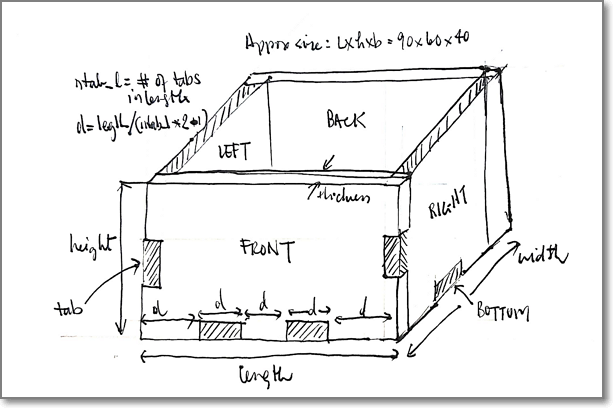 Approx size: LxHxb = 90x60x40
ntab_l = # of tabs
in length
d = legth/(ntab_l*2+1)
BACK
LEFT
thickness
RIGHT
height
FRONT
width
tab
d
d
d
d
d
BOTTOM
length